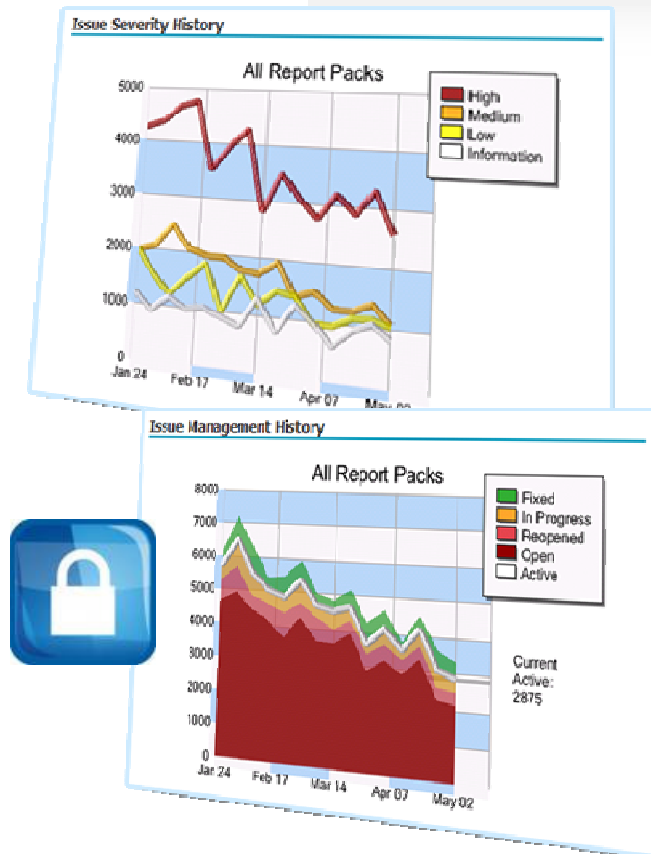 Issue Severity History
All Report Packs
5000
4000
3000
2000
1000
0
Jan 24
Feb 17
Mar 14
Apr 07
May 02
High
Medium
Low
Information
Issue Management History
All Report Packs
8000
7000
6000
5000
4000
3000
2000
1000
0
Jan 24
Feb 17
Mar 14
Apr 07
May 02
Fixed
In Progress
Reopened
Open
Active
Current
Active:
2875